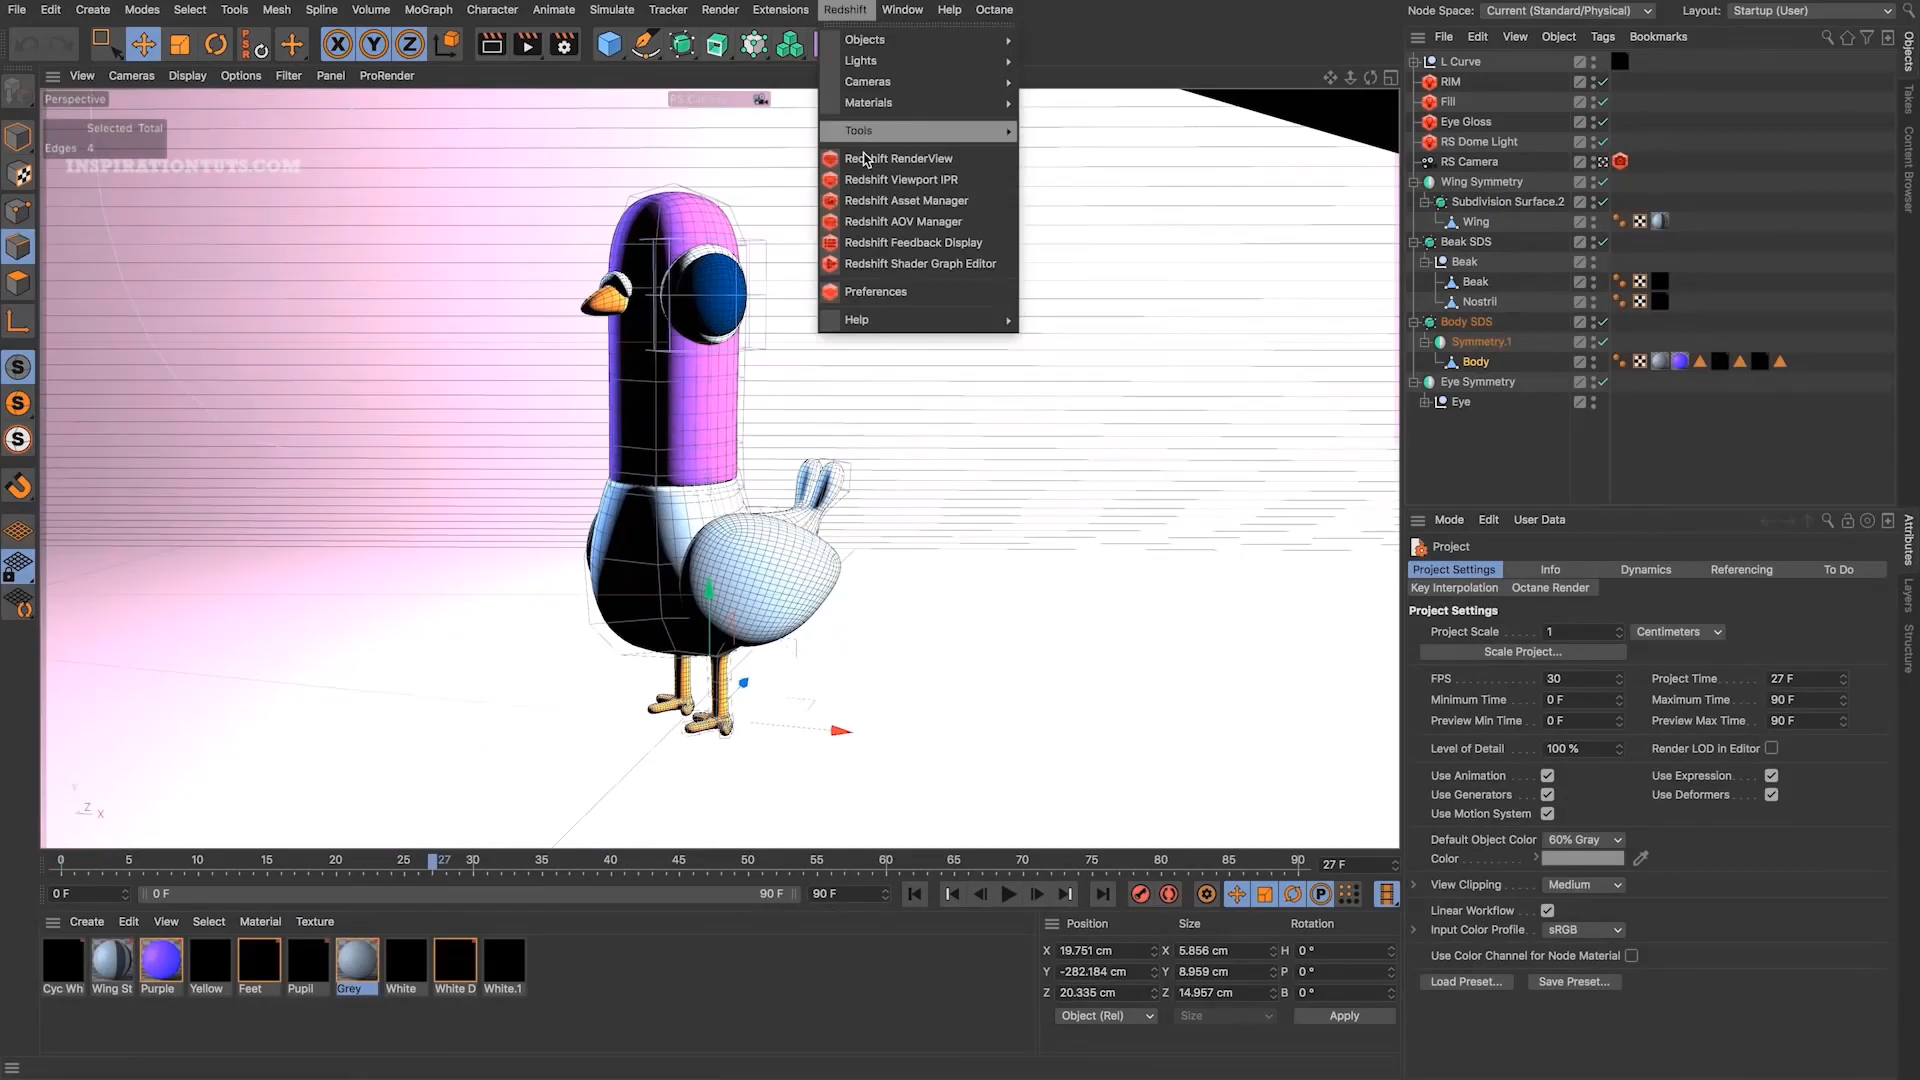 File Edit Create Modes Select Tools Mesh Spline Volume MoGraph Character Animate Simulate Tracker Render Extensions Redshift Window Help Octane
Node Space: Current (Standard/Physical) Layout: Startup (User)
View Cameras Display Options Filter Panel ProRender
Perspective
Selected Total
Edges 4
INSPIRATIONTUTS.COM
Objects
Lights
Cameras
Materials
Tools
Redshift RenderView
Redshift Viewport IPR
Redshift Asset Manager
Redshift AOV Manager
Redshift Feedback Display
Redshift Shader Graph Editor
Preferences
Help
File Edit View Object Tags Bookmarks
L Curve
RIM
Fill
Eye Gloss
RS Dome Light
RS Camera
Wing Symmetry
Subdivision Surface.2
Wing
Beak SDS
Beak
Beak
Nostril
Body SDS
Symmetry.1
Body
Eye Symmetry
Eye
Objects
Takes
Content Browser
Attributes
Layers
Structure
Mode Edit User Data
Project
Project Settings Info Dynamics Referencing To Do
Key Interpolation Octane Render
Project Settings
Project Scale 1 Centimeters
Scale Project...
FPS 30 Project Time 27 F
Minimum Time 0 F Maximum Time 90 F
Preview Min Time 0 F Preview Max Time 90 F
Level of Detail 100 % Render LOD in Editor
Use Animation Use Expression
Use Generators Use Deformers
Use Motion System
Default Object Color 60% Gray
Color
View Clipping Medium
Linear Workflow
Input Color Profile sRGB
Use Color Channel for Node Material
Load Preset... Save Preset...
X Y Z
PSR
Y
Z X
0 5 10 15 20 25 27 30 35 40 45 50 55 60 65 70 75 80 85 90 27 F
0 F 0 F 90 F 90 F
Create Edit View Select Material Texture
Cyc Wh Wing St Purple Yellow Feet Pupil Grey White White D White.1
Position Size Rotation
X 19.751 cm X 5.856 cm H 0 °
Y -282.184 cm Y 8.959 cm P 0 °
Z 20.335 cm Z 14.957 cm B 0 °
Object (Rel) Size Apply